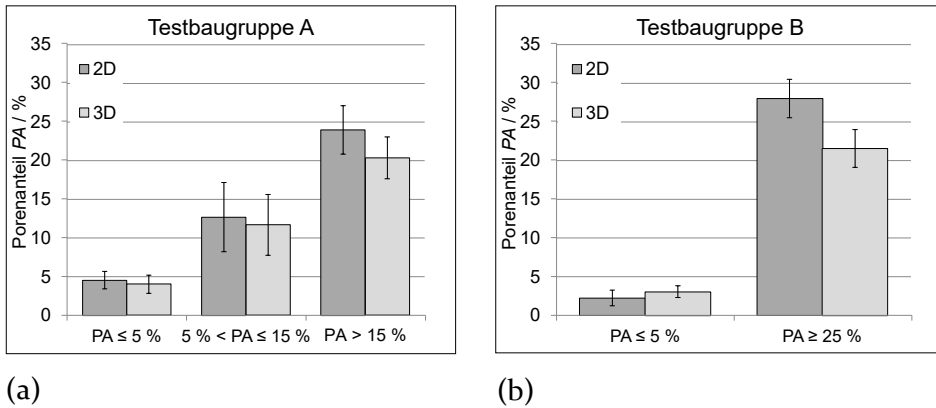 Testbaugruppe A
Porenanteil PA / %
35
30
25
20
15
10
5
0
2D
3D
PA ≤ 5 %
5 % < PA ≤ 15 %
PA > 15 %
(a)
Testbaugruppe B
Porenanteil PA / %
35
30
25
20
15
10
5
0
2D
3D
PA ≤ 5 %
PA ≥ 25 %
(b)